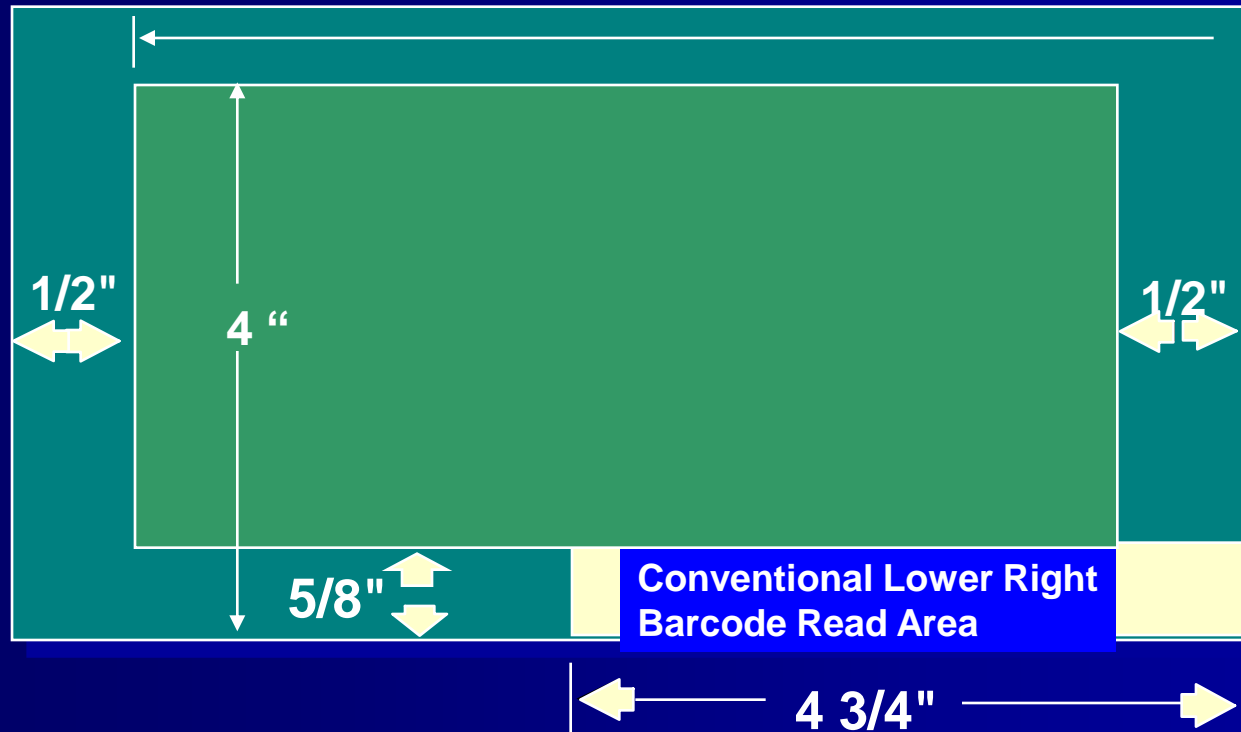 1/2"
1/2"
4 “
5/8"
Conventional Lower Right
Barcode Read Area
4 3/4"